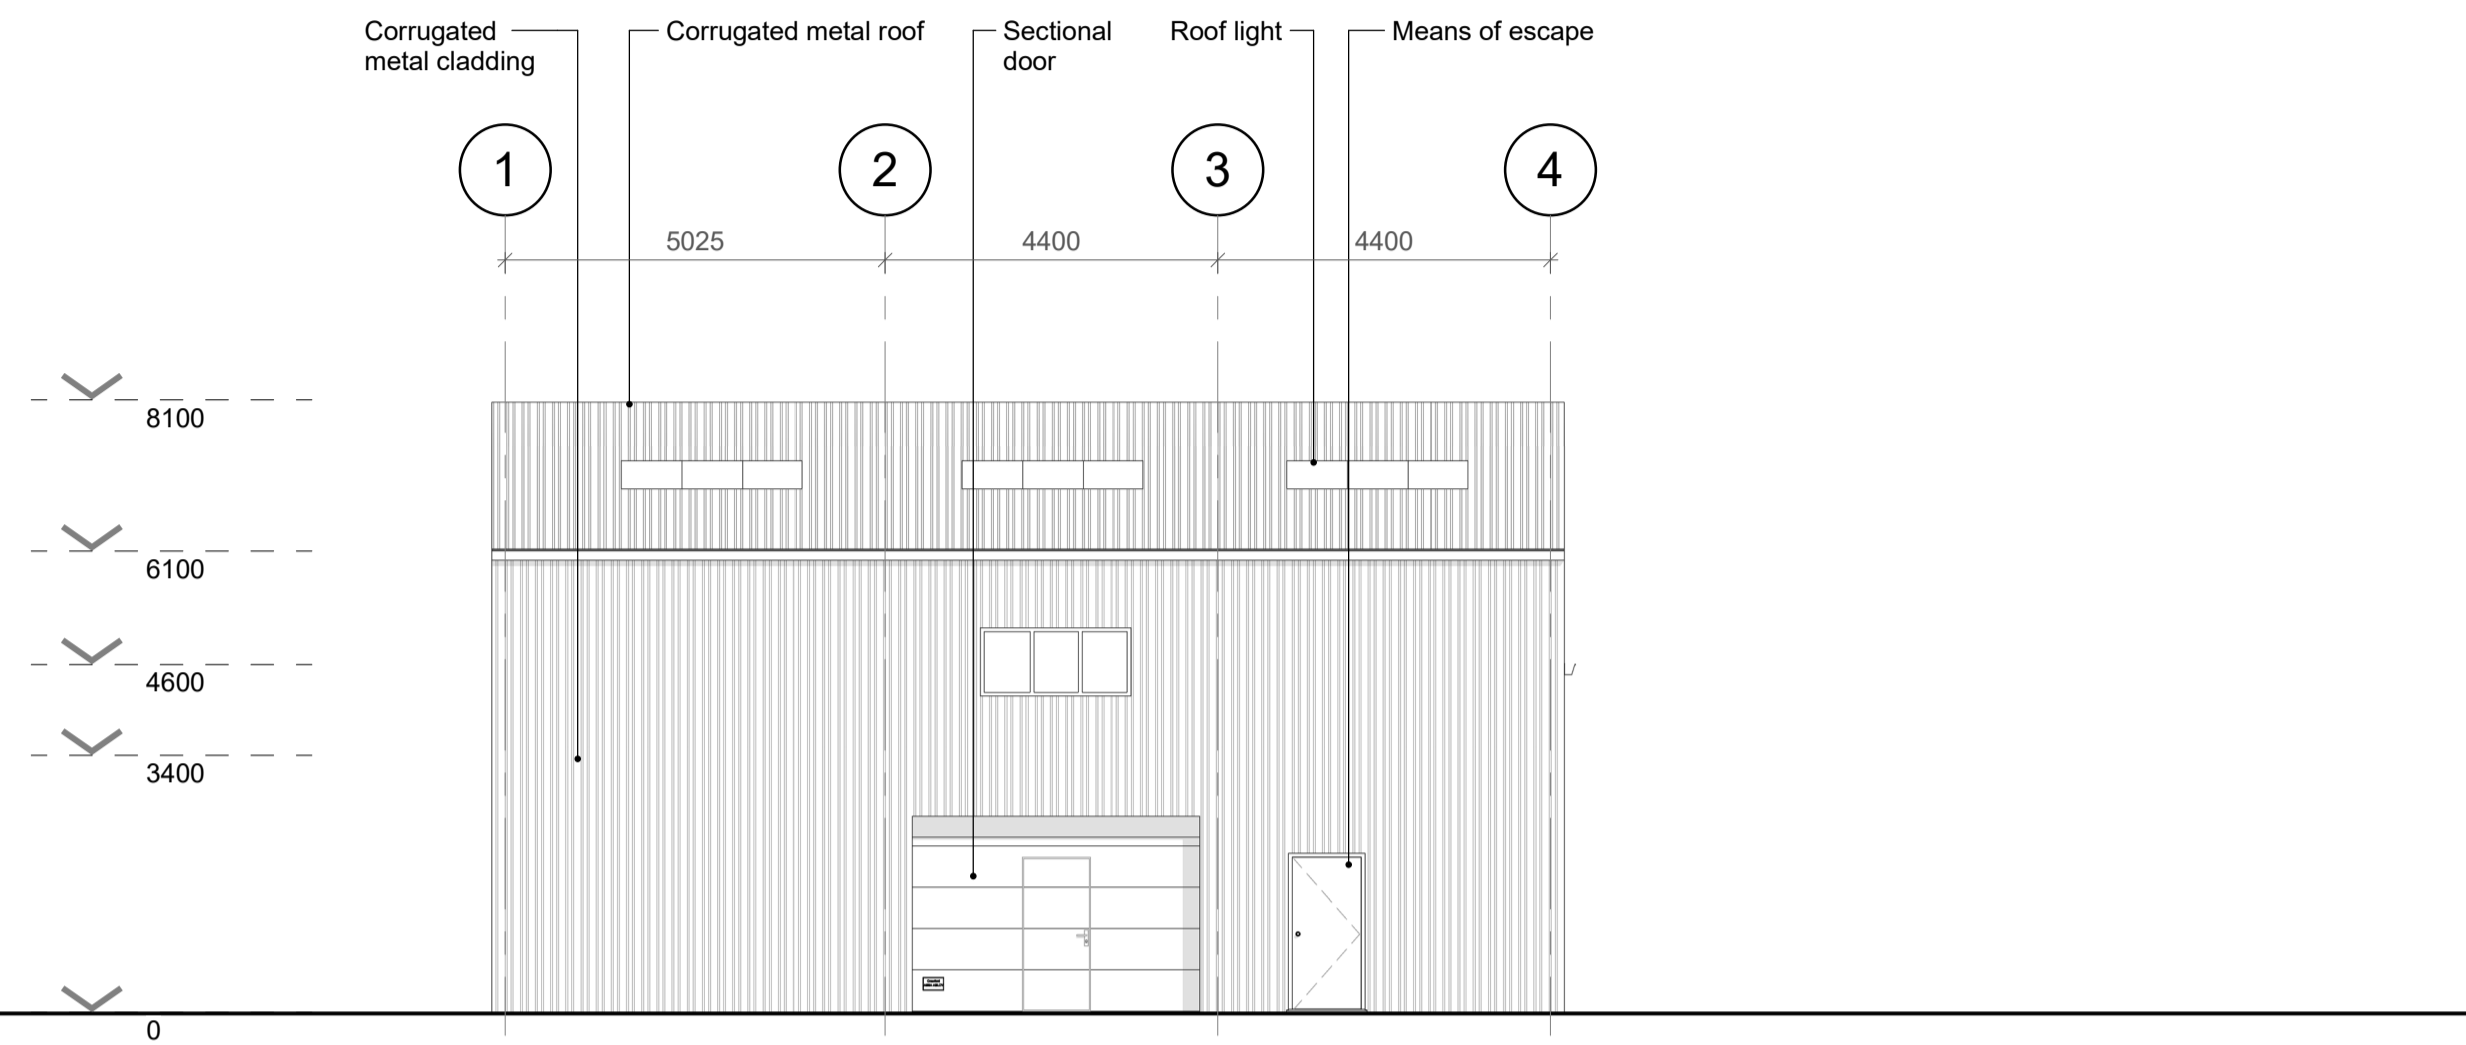 Corrugated
metal cladding
Corrugated metal roof
Sectional
door
Roof light
Means of escape
1
2
3
4
5025
4400
4400
8100
6100
4600
3400
0